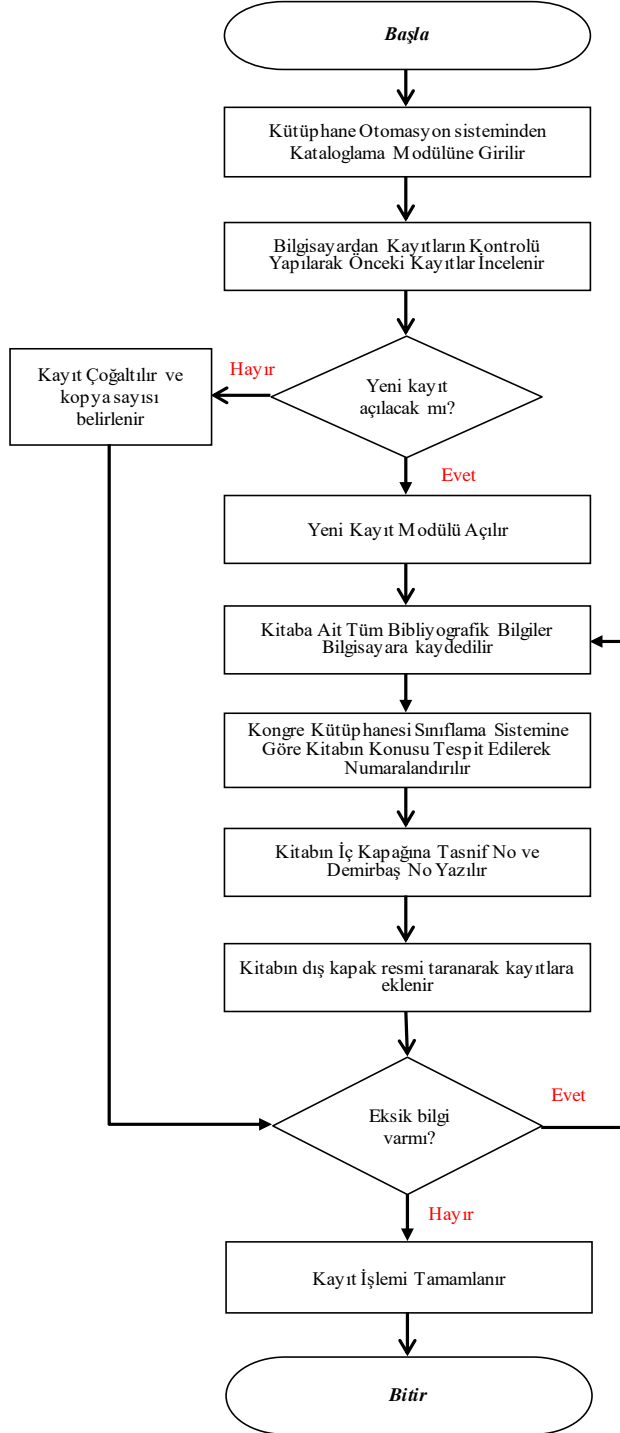 Başla
Kütüphane Otomasyon sisteminden
Kataloglama Modülüne Girilir
Bilgisayardan Kayıtların Kontrolü
Yapılarak Önceki Kayıtlar İncelenir
Hayır
Kayıt Çoğaltılır ve
kopya sayısı
belirlenir
Yeni kayıt
açılacak mı?
Evet
Yeni Kayıt Modülü Açılır
Kitaba Ait Tüm Bibliyografik Bilgiler
Bilgisayara kaydedilir
Kongre Kütüphanesi Sınıflama Sistemine
Göre Kitabın Konusu Tespit Edilerek
Numaralandırılır
Kitabın İç Kapağına Tasnif No ve
Demirbaş No Yazılır
Kitabın dış kapak resmi taranarak kayıtlara
eklenir
Eksik bilgi
varmı?
Evet
Hayır
Kayıt İşlemi Tamamlanır
Bitir